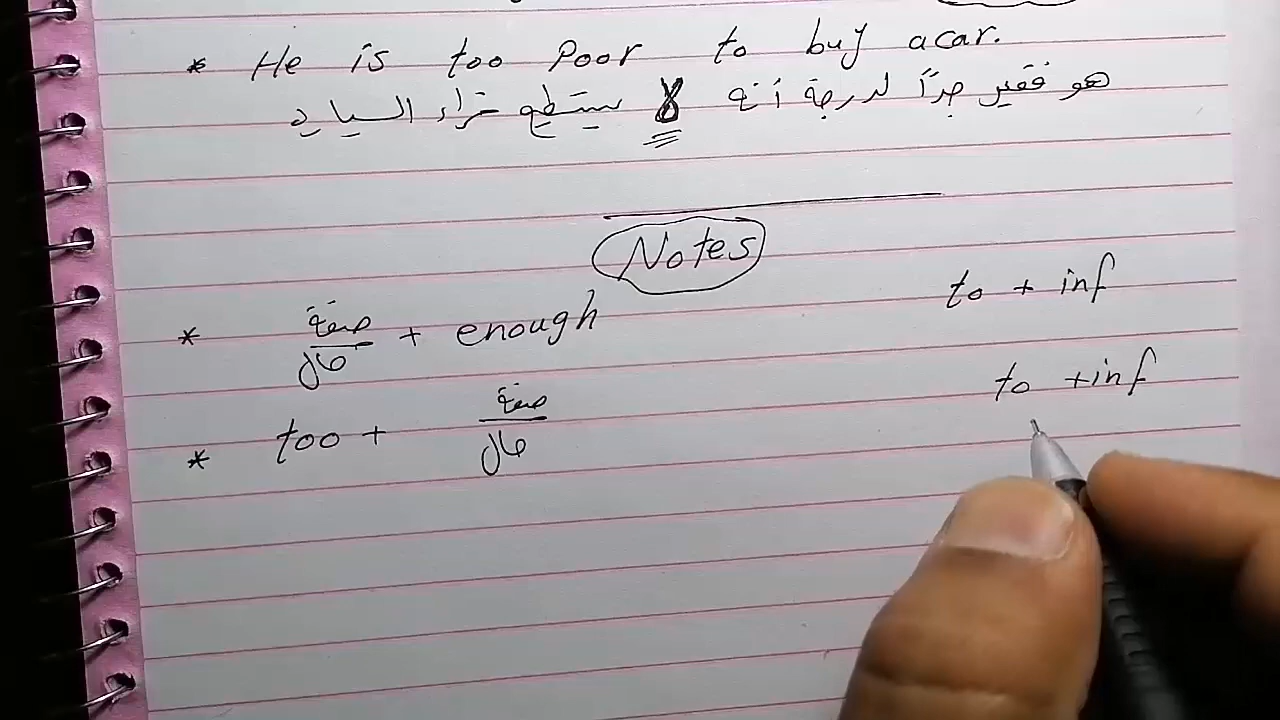 * He is too Poor to buy a car.
هو فقير جدًا لدرجة أنه لا يستطيع شراء السيارة
Notes
* صفة / حال + enough to + inf
* too + صفة / حال to + inf